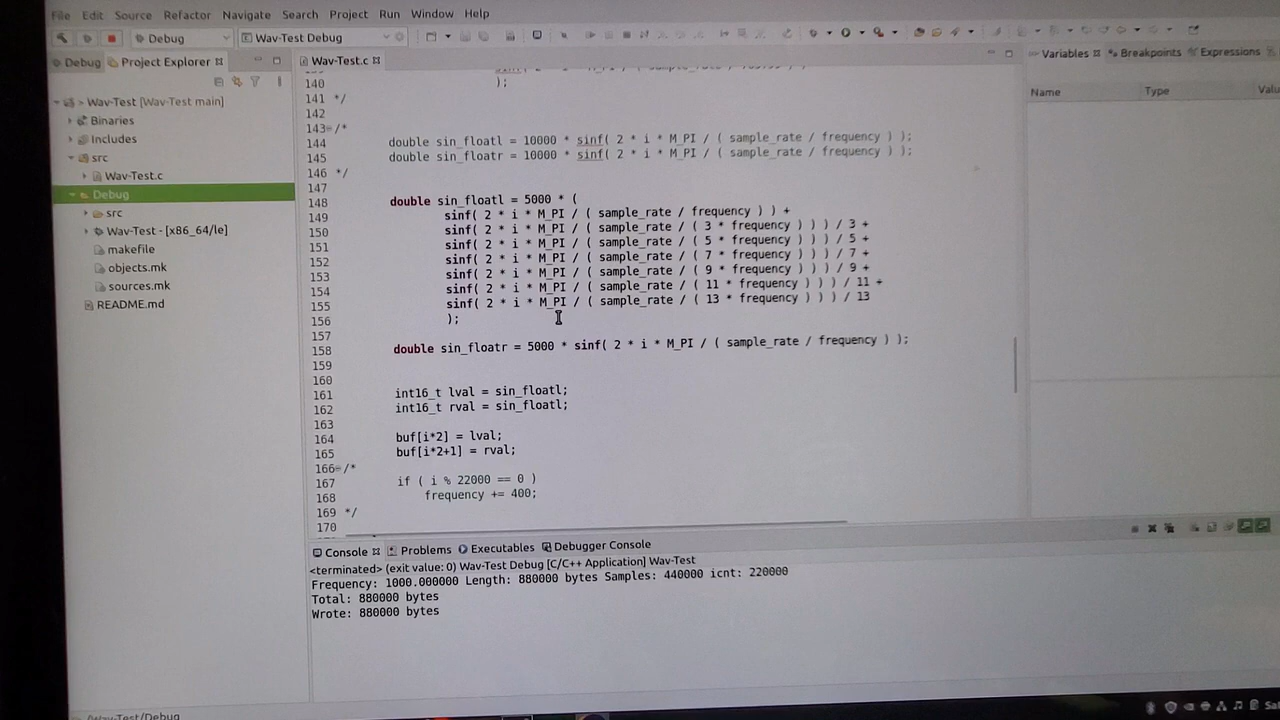 File Edit Source Refactor Navigate Search Project Run Window Help
Debug Wav-Test Debug
Debug Project Explorer
> Wav-Test [Wav-Test main]
Binaries
Includes
src
Wav-Test.c
Debug
src
Wav-Test - [x86_64/le]
makefile
objects.mk
sources.mk
README.md
Wav-Test.c
140 );
141 */
142
143 /*
144 double sin_floatl = 10000 * sinf( 2 * i * M_PI / ( sample_rate / frequency ) );
145 double sin_floatr = 10000 * sinf( 2 * i * M_PI / ( sample_rate / frequency ) );
146 */
147
148 double sin_floatl = 5000 * (
149 sinf( 2 * i * M_PI / ( sample_rate / frequency ) ) +
150 sinf( 2 * i * M_PI / ( sample_rate / ( 3 * frequency ) ) ) / 3 +
151 sinf( 2 * i * M_PI / ( sample_rate / ( 5 * frequency ) ) ) / 5 +
152 sinf( 2 * i * M_PI / ( sample_rate / ( 7 * frequency ) ) ) / 7 +
153 sinf( 2 * i * M_PI / ( sample_rate / ( 9 * frequency ) ) ) / 9 +
154 sinf( 2 * i * M_PI / ( sample_rate / ( 11 * frequency ) ) ) / 11 +
155 sinf( 2 * i * M_PI / ( sample_rate / ( 13 * frequency ) ) ) / 13
156 );
157
158 double sin_floatr = 5000 * sinf( 2 * i * M_PI / ( sample_rate / frequency ) );
159
160
161 int16_t lval = sin_floatl;
162 int16_t rval = sin_floatl;
163
164 buf[i*2] = lval;
165 buf[i*2+1] = rval;
166 /*
167 if ( i % 22000 == 0 )
168 frequency += 400;
169 */
170
Variables Breakpoints Expressions
Name Type Valu
Console Problems Executables Debugger Console
<terminated> (exit value: 0) Wav-Test Debug [C/C++ Application] Wav-Test
Frequency: 1000.000000 Length: 880000 bytes Samples: 440000 icnt: 220000
Total: 880000 bytes
Wrote: 880000 bytes
/Wav-Test/Debug